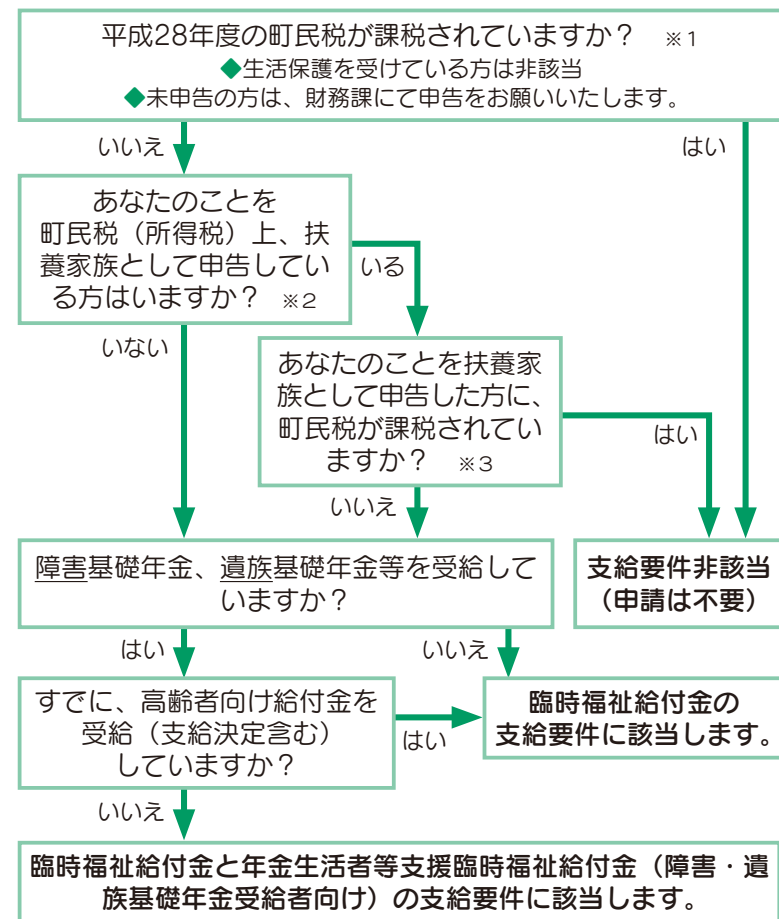 平成28年度の町民税が課税されていますか？　※1
◆生活保護を受けている方は非該当
◆未申告の方は、財務課にて申告をお願いいたします。
いいえ
はい
あなたのことを
町民税（所得税）上、扶
養家族として申告してい
る方はいますか？　※2
いる
いない
あなたのことを扶養家
族として申告した方に、
町民税が課税されてい
ますか？　※3
はい
いいえ
障害基礎年金、遺族基礎年金等を受給して
いますか？
支給要件非該当
（申請は不要）
はい
いいえ
すでに、高齢者向け給付金を
受給（支給決定含む）
していますか？
はい
臨時福祉給付金の
支給要件に該当します。
いいえ
臨時福祉給付金と年金生活者等支援臨時福祉給付金（障害・遺
族基礎年金受給者向け）の支給要件に該当します。